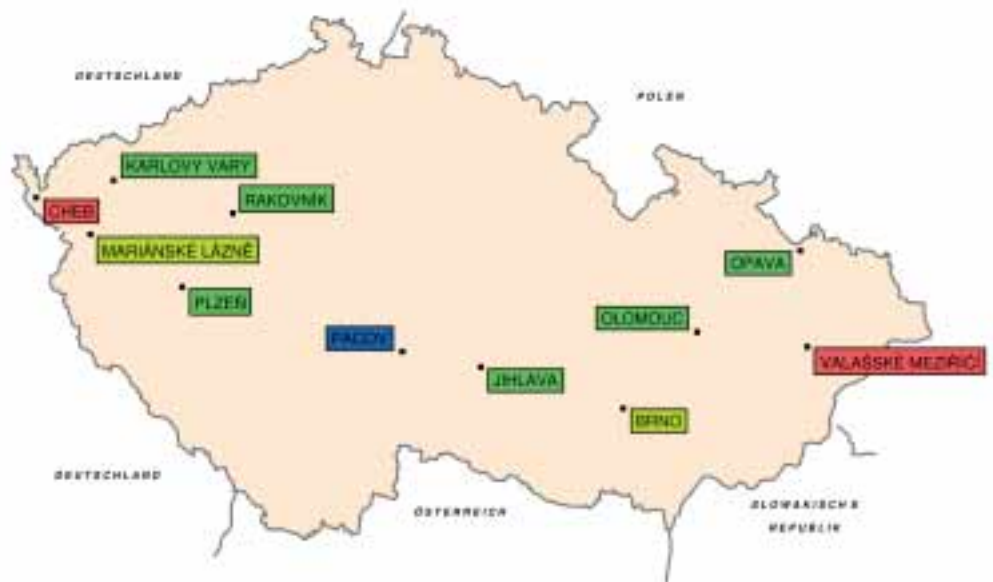 DEUTSCHLAND
POLEN
KARLOVY VARY
RAKOVNÍK
CHEB
MARIÁNSKÉ LÁZNĚ
OPAVA
PLZEŇ
OLOMOUC
PACOV
VALAŠSKÉ MEZIŘÍČÍ
JIHLAVA
BRNO
DEUTSCHLAND
ÖSTERREICH
SLOWAKISCHE
REPUBLIK